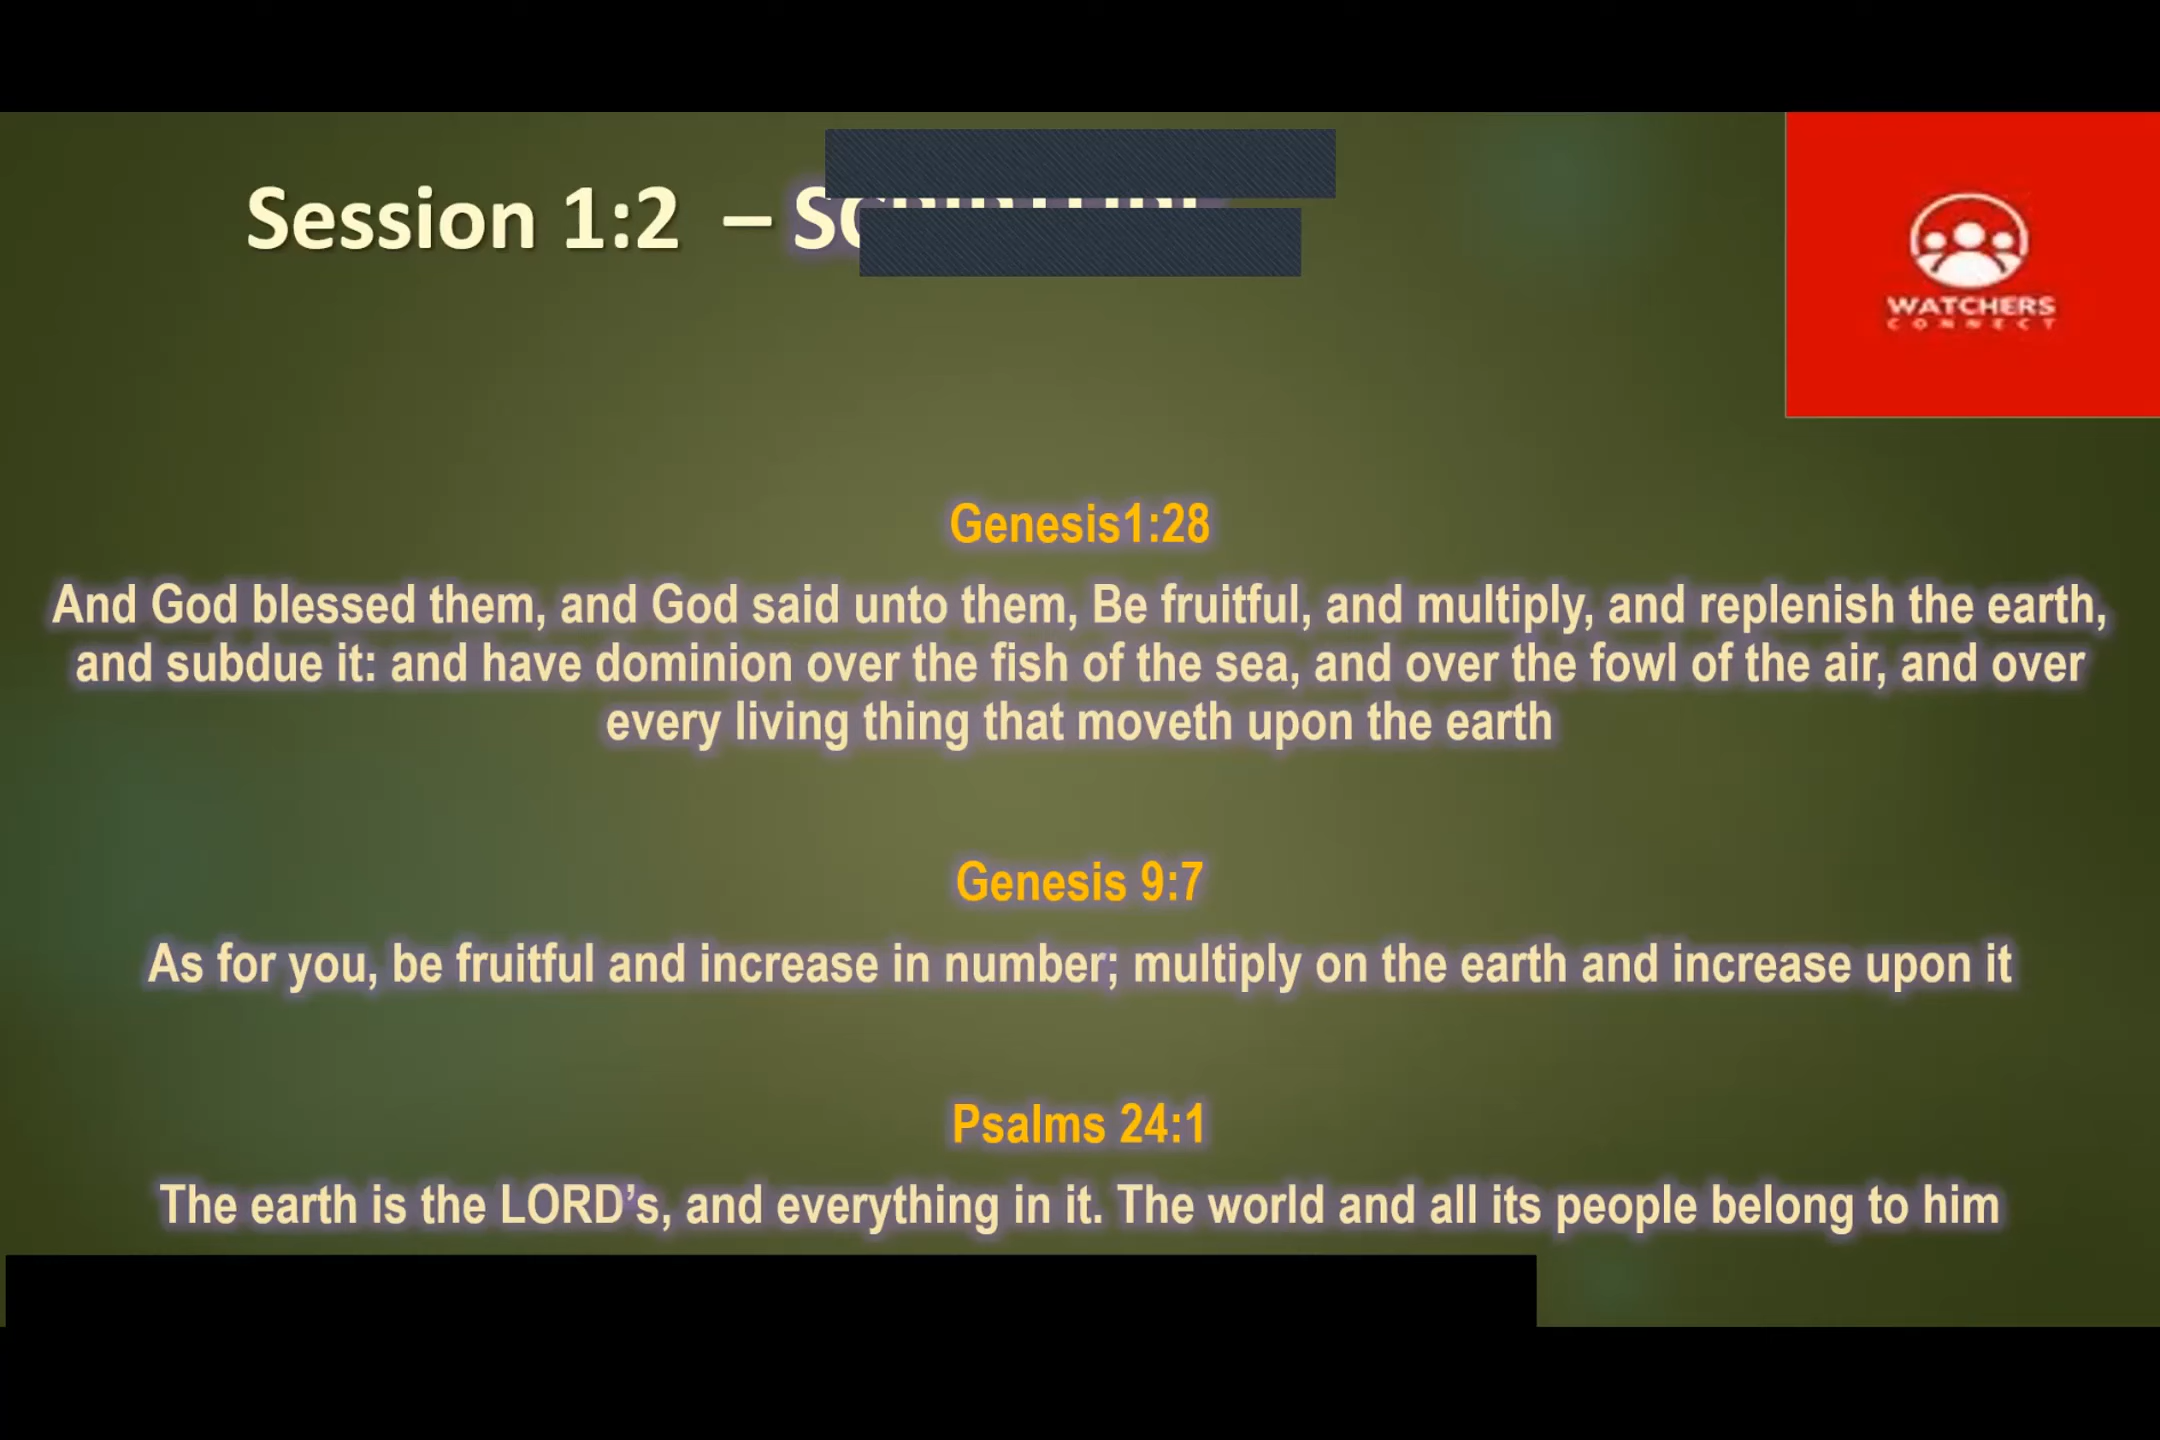 Session 1:2 –
WATCHERS
CONNECT
Genesis1:28
And God blessed them, and God said unto them, Be fruitful, and multiply, and replenish the earth,
and subdue it: and have dominion over the fish of the sea, and over the fowl of the air, and over
every living thing that moveth upon the earth
Genesis 9:7
As for you, be fruitful and increase in number; multiply on the earth and increase upon it
Psalms 24:1
The earth is the LORD’s, and everything in it. The world and all its people belong to him